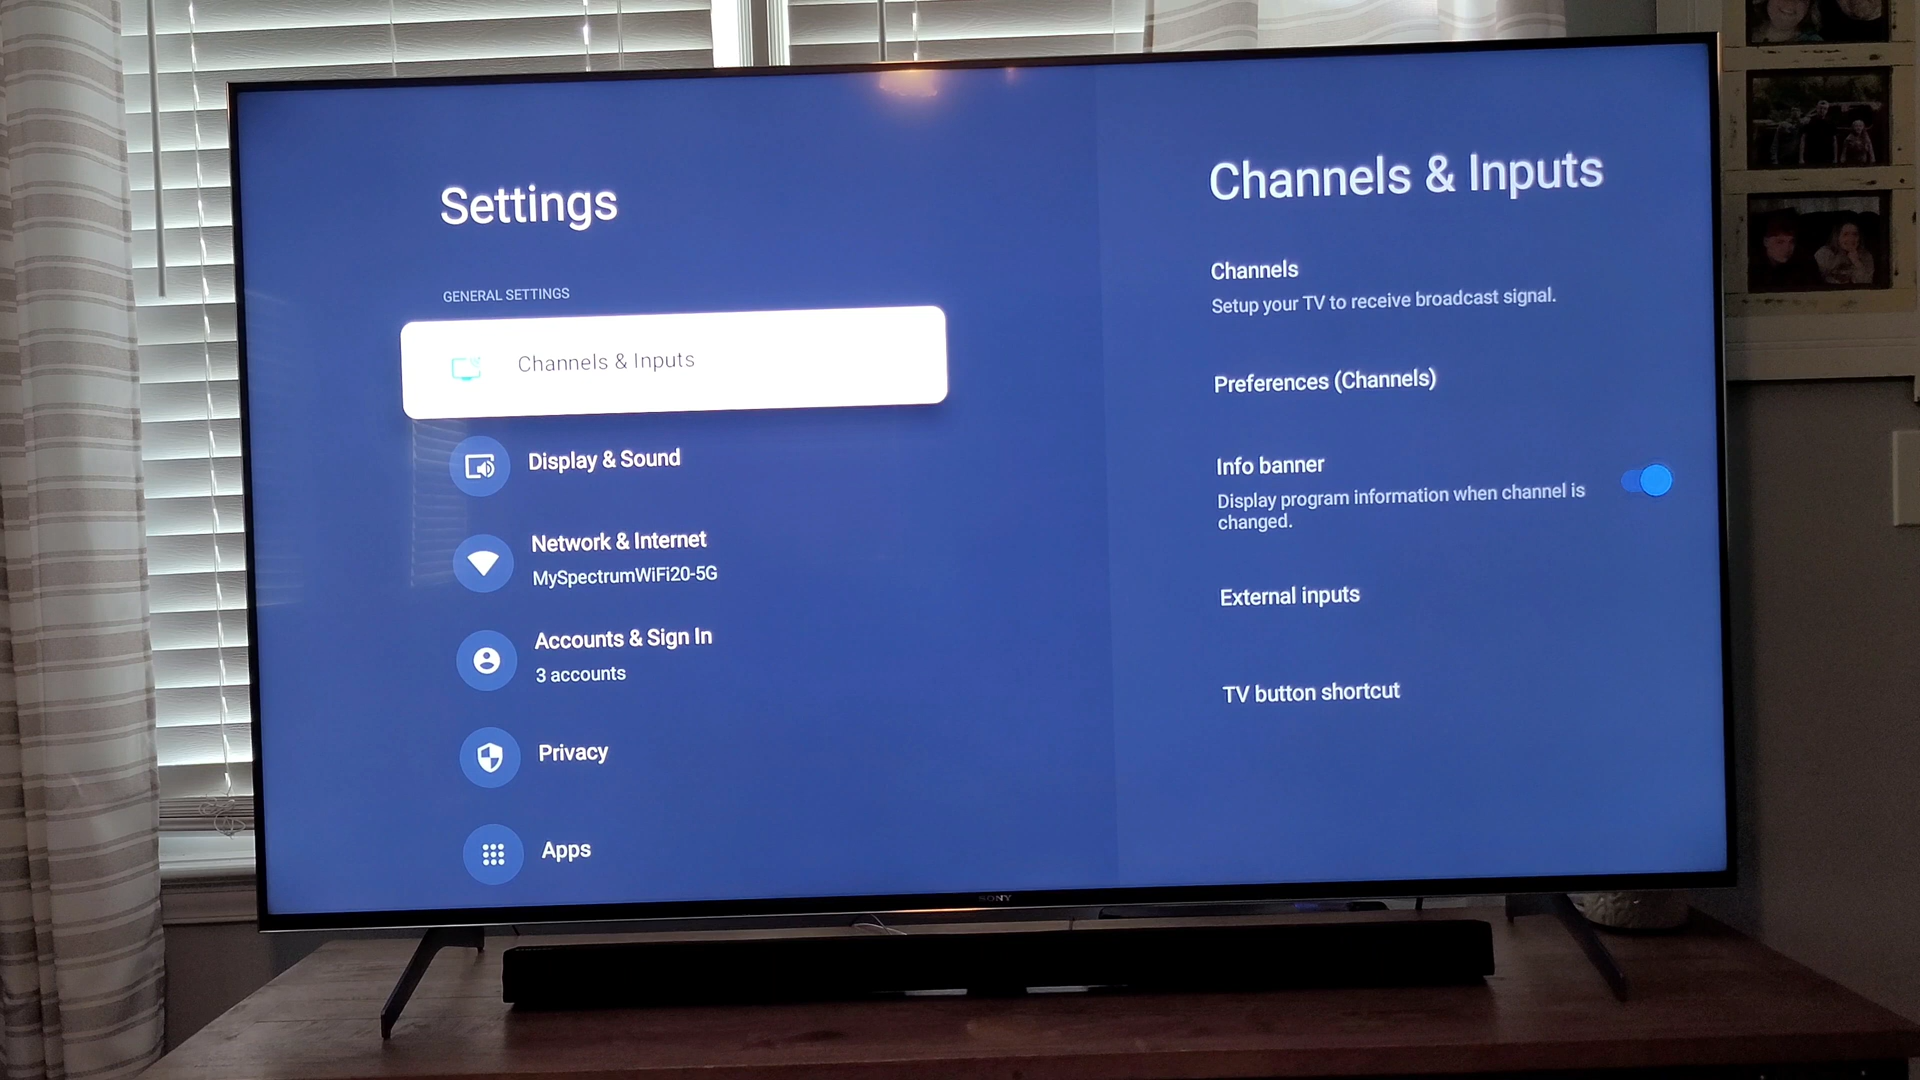 Settings
GENERAL SETTINGS
Channels & Inputs
Display & Sound
Network & Internet
MySpectrumWiFi20-5G
Accounts & Sign In
3 accounts
Privacy
Apps
Channels & Inputs
Channels
Setup your TV to receive broadcast signal.
Preferences (Channels)
Info banner
Display program information when channel is
changed.
External inputs
TV button shortcut
SONY